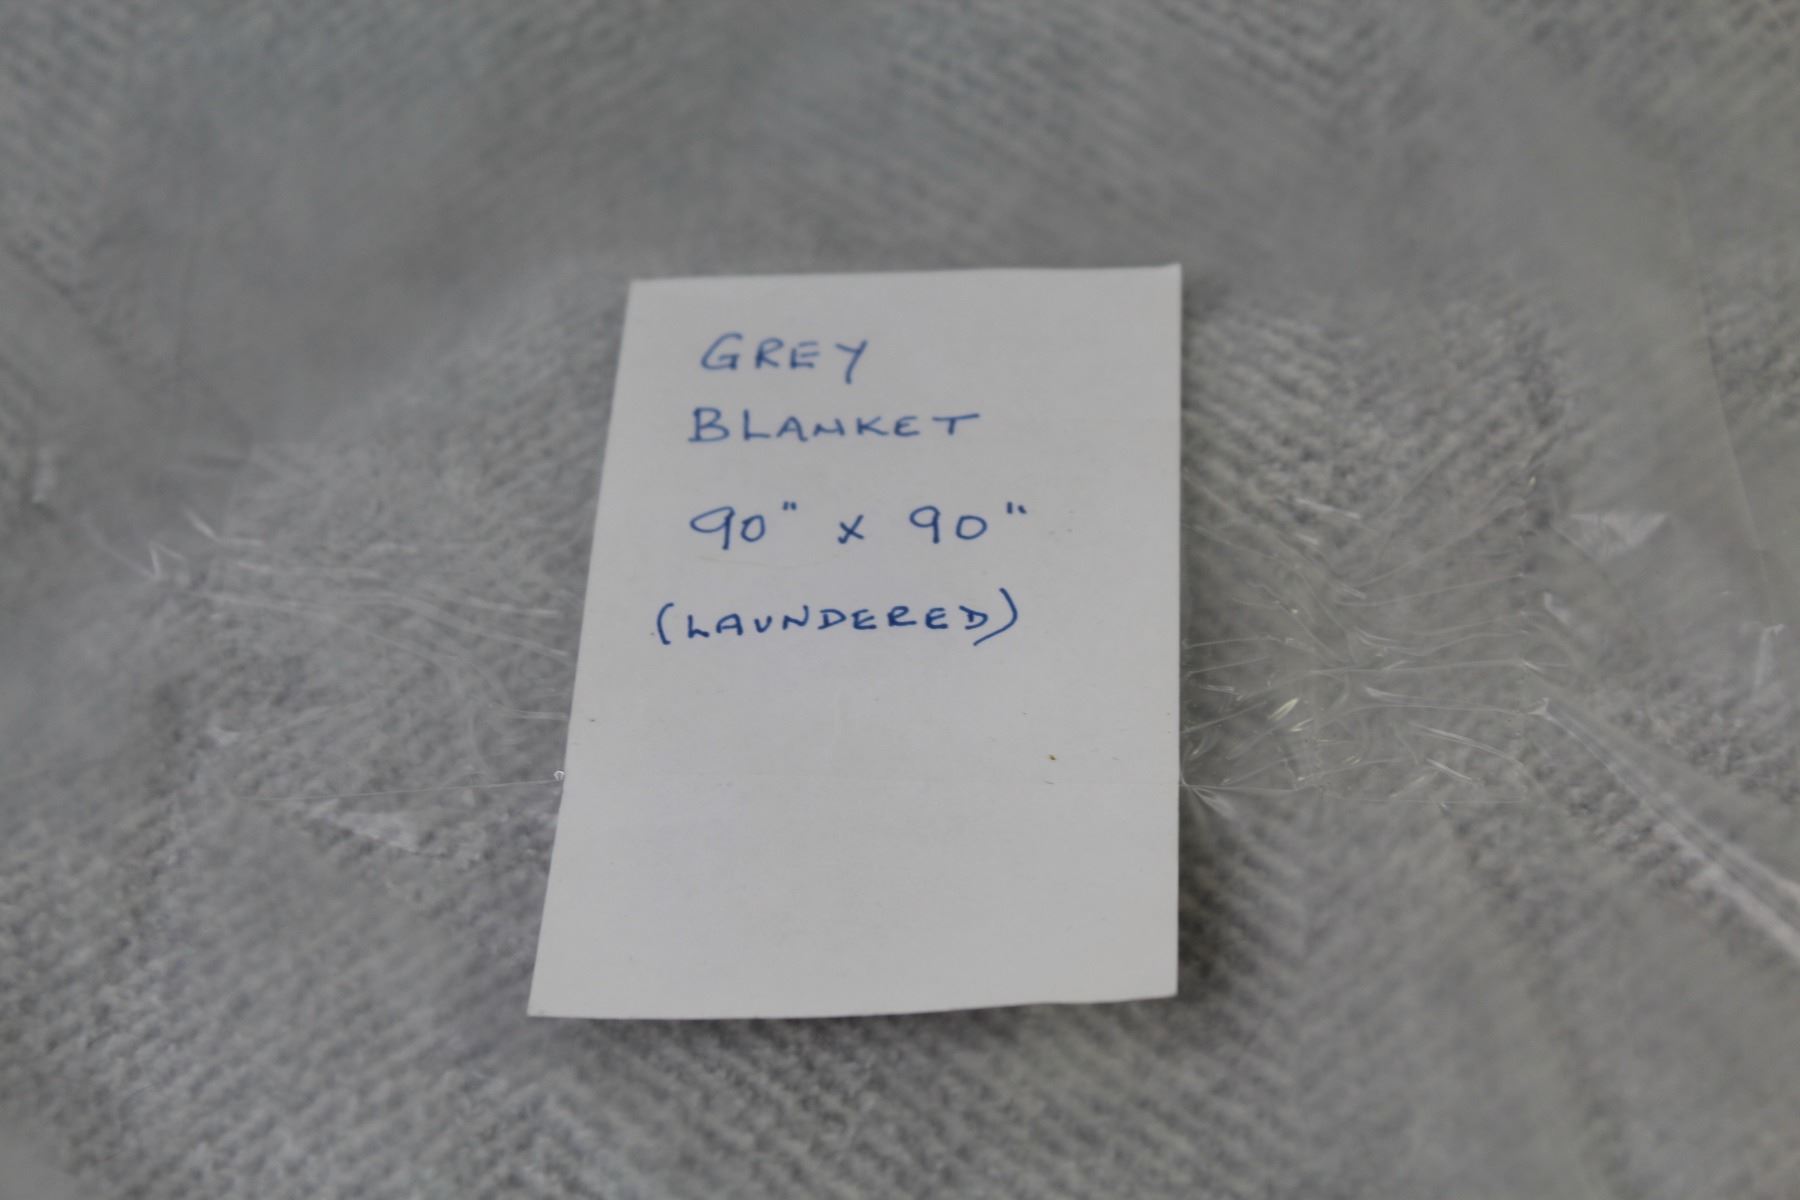 GREY
BLANKET
90" x 90"
(LAUNDERED)